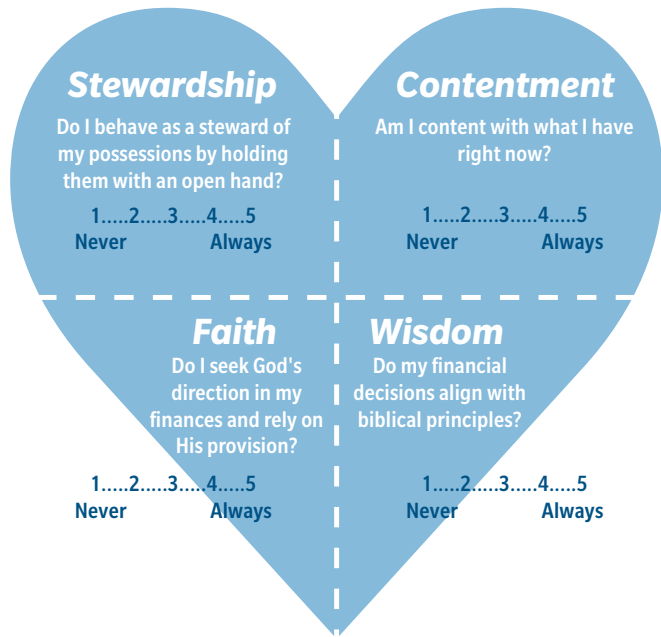 Stewardship
Do I behave as a steward of
my possessions by holding
them with an open hand?
1.....2.....3.....4.....5
Never Always
Contentment
Am I content with what I have
right now?
1.....2.....3.....4.....5
Never Always
Faith
Do I seek God's
direction in my
finances and rely on
His provision?
1.....2.....3.....4.....5
Never Always
Wisdom
Do my financial
decisions align with
biblical principles?
1.....2.....3.....4.....5
Never Always